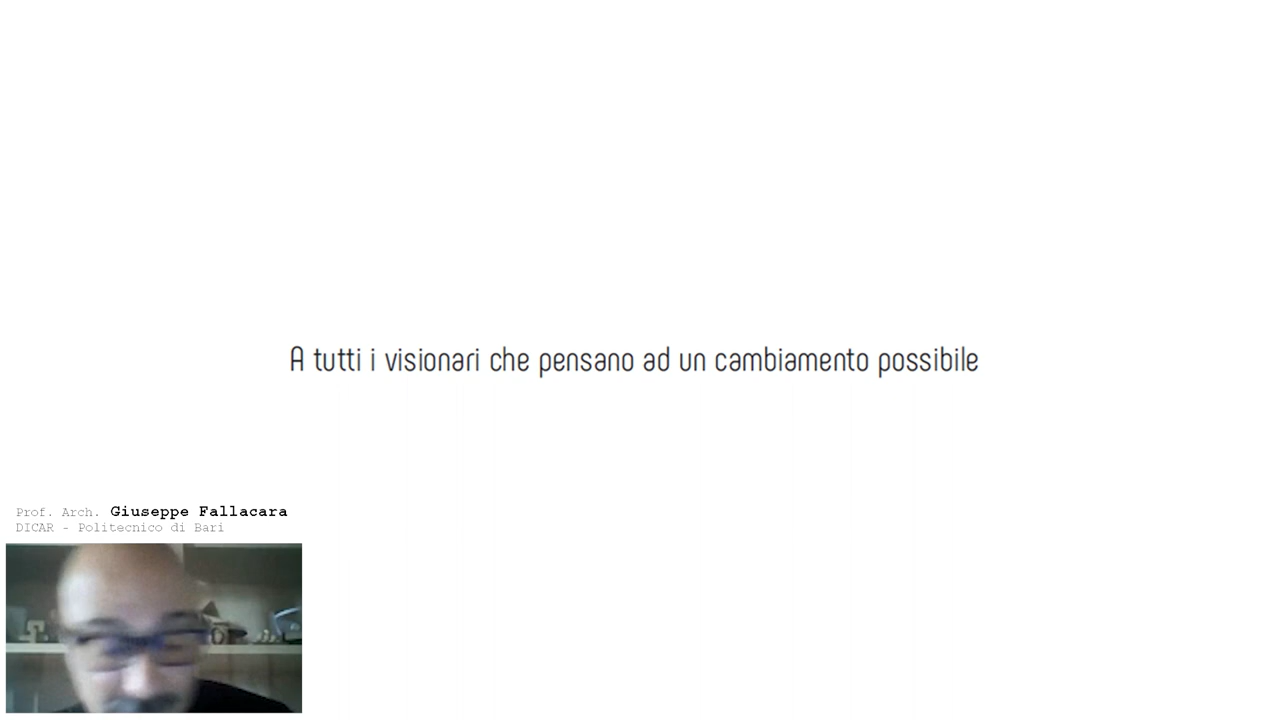 A tutti i visionari che pensano ad un cambiamento possibile
Prof. Arch. Giuseppe Fallacara
DICAR - Politecnico di Bari